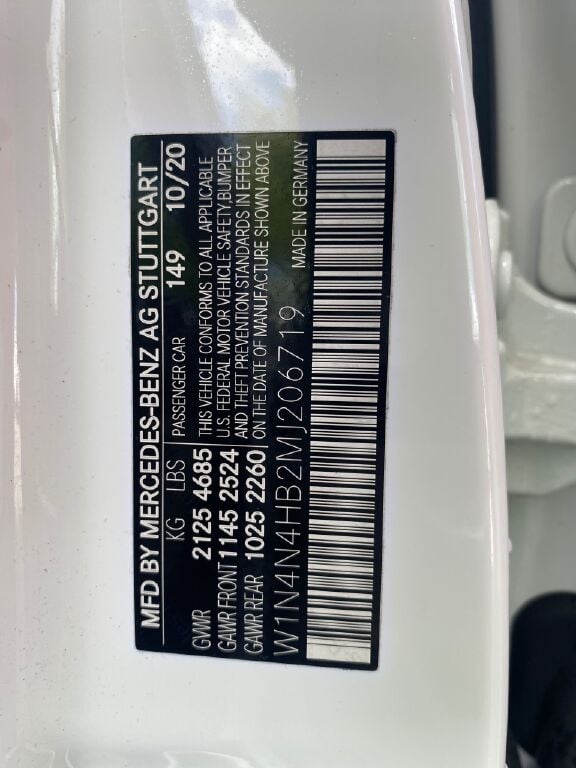 MFD BY MERCEDES-BENZ AG STUTTGART
KG LBS PASSENGER CAR 149 10/20
GVWR 2125 4685 THIS VEHICLE CONFORMS TO ALL APPLICABLE
GAWR FRONT 1145 2524 U.S. FEDERAL MOTOR VEHICLE SAFETY,BUMPER
GAWR REAR 1025 2260 AND THEFT PREVENTION STANDARDS IN EFFECT
ON THE DATE OF MANUFACTURE SHOWN ABOVE
W1N4N4HB2MJ206719 MADE IN GERMANY